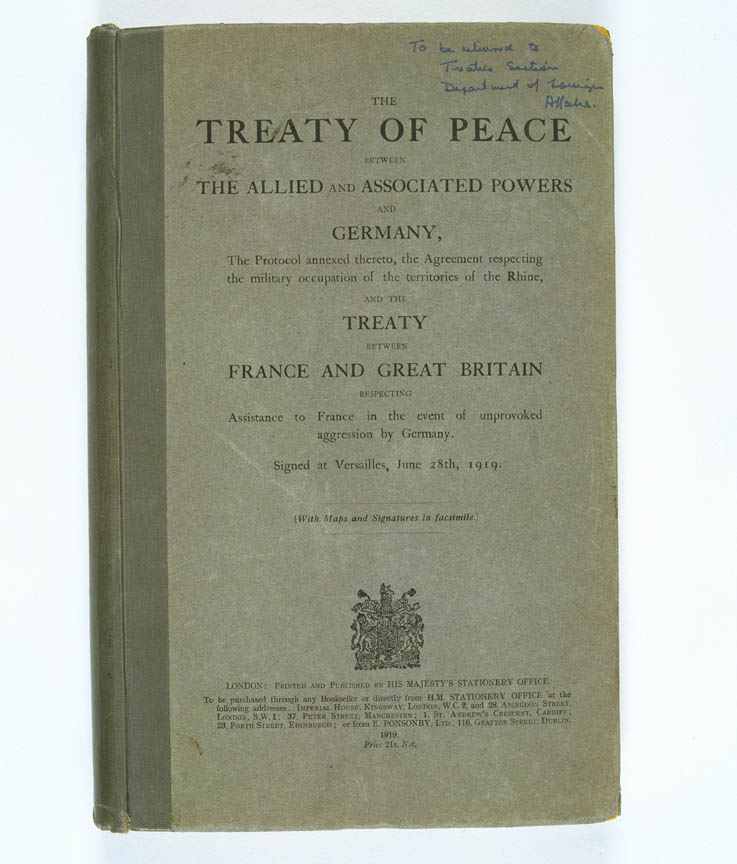 To be returned to
Treaties Section
Department of Foreign
Affairs.
THE
TREATY OF PEACE
BETWEEN
THE ALLIED AND ASSOCIATED POWERS
AND
GERMANY,
The Protocol annexed thereto, the Agreement respecting
the military occupation of the territories of the Rhine,
AND THE
TREATY
BETWEEN
FRANCE AND GREAT BRITAIN
RESPECTING
Assistance to France in the event of unprovoked
aggression by Germany.
Signed at Versailles, June 28th, 1919.
(With Maps and Signatures in facsimile.)
LONDON: PRINTED AND PUBLISHED BY HIS MAJESTY'S STATIONERY OFFICE.
To be purchased through any Bookseller or directly from H.M. STATIONERY OFFICE at the
following addresses: IMPERIAL HOUSE, KINGSWAY, LONDON, W.C. 2, and 28, ABINGDON STREET,
LONDON, S.W. 1; 37, PETER STREET, MANCHESTER; 1, ST. ANDREW'S CRESCENT, CARDIFF;
23, FORTH STREET, EDINBURGH; or from E. PONSONBY, LTD., 116, GRAFTON STREET, DUBLIN.
1919.
Price 21s. Net.